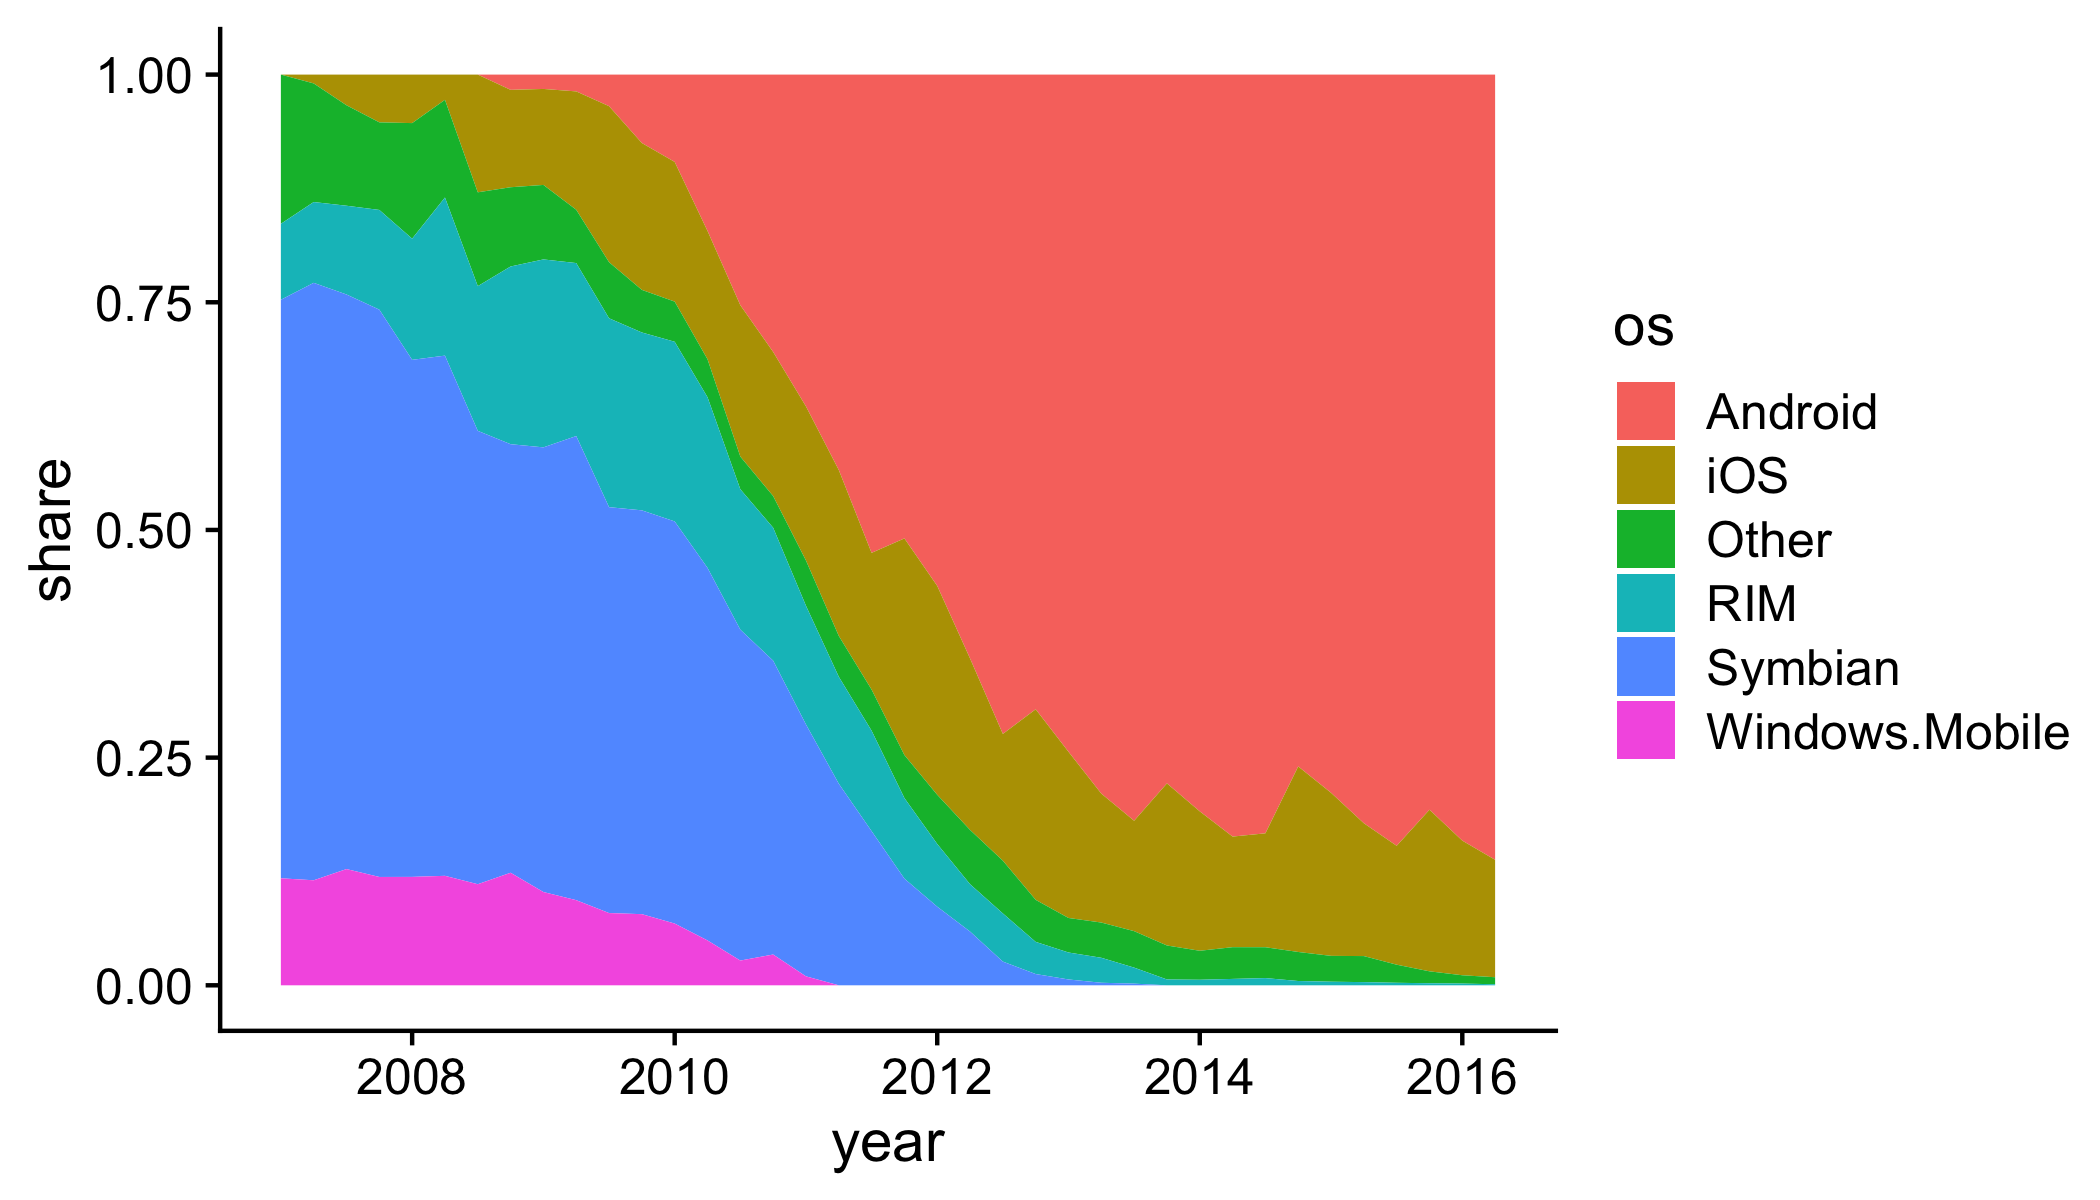 1.00
0.75
0.50
0.25
0.00
share
2008 2010 2012 2014 2016
year
os
Android
iOS
Other
RIM
Symbian
Windows.Mobile